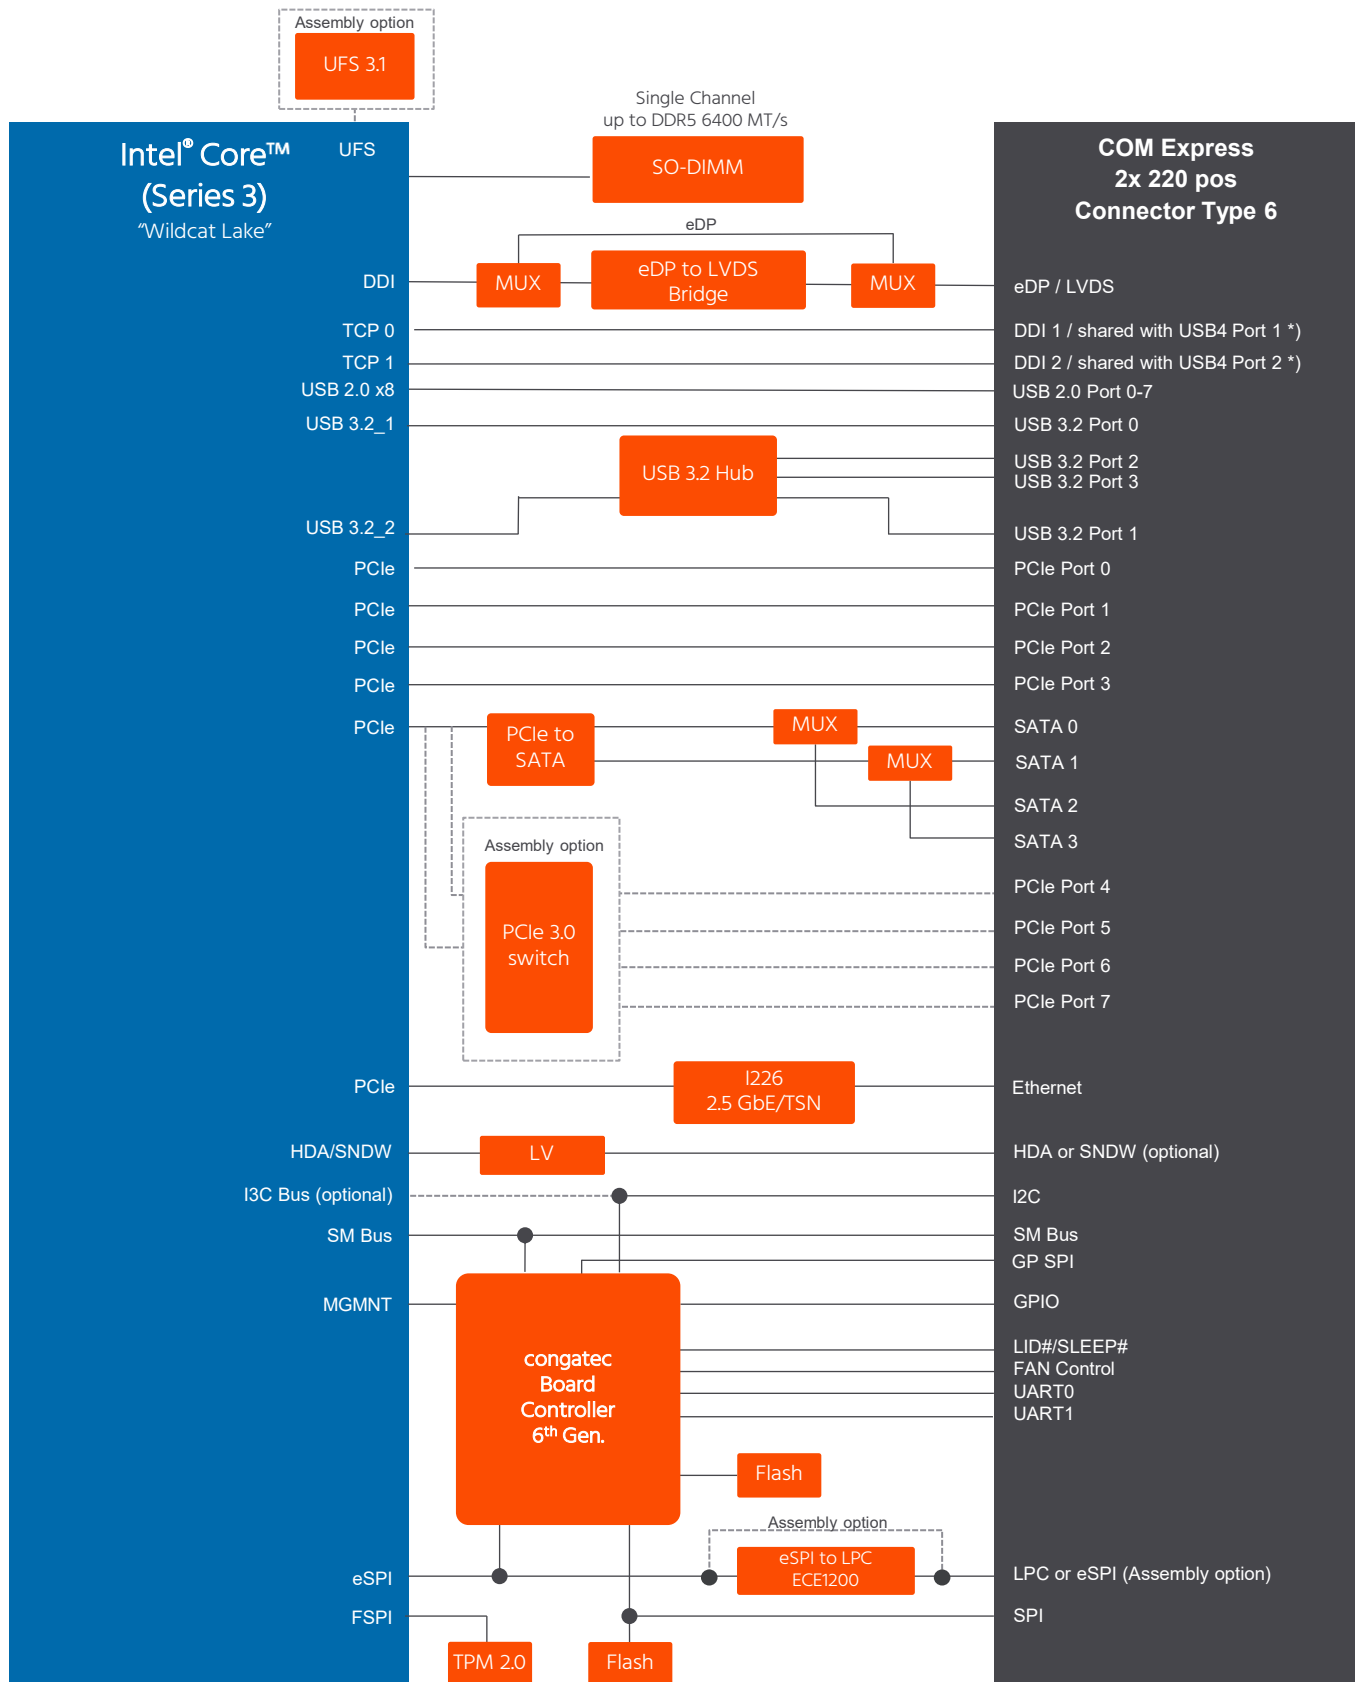 Assembly option
UFS 3.1
Single Channel
up to DDR5 6400 MT/s
Intel® Core™
(Series 3)
“Wildcat Lake”
UFS
SO-DIMM
COM Express
2x 220 pos
Connector Type 6
eDP
DDI
MUX
eDP to LVDS
Bridge
MUX
eDP / LVDS
TCP 0
DDI 1 / shared with USB4 Port 1 *)
TCP 1
DDI 2 / shared with USB4 Port 2 *)
USB 2.0 x8
USB 2.0 Port 0-7
USB 3.2_1
USB 3.2 Port 0
USB 3.2 Hub
USB 3.2 Port 2
USB 3.2 Port 3
USB 3.2_2
USB 3.2 Port 1
PCIe
PCIe Port 0
PCIe
PCIe Port 1
PCIe
PCIe Port 2
PCIe
PCIe Port 3
PCIe
PCIe to
SATA
MUX
SATA 0
MUX
SATA 1
SATA 2
SATA 3
Assembly option
PCIe 3.0
switch
PCIe Port 4
PCIe Port 5
PCIe Port 6
PCIe Port 7
PCIe
I226
2.5 GbE/TSN
Ethernet
HDA/SNDW
LV
HDA or SNDW (optional)
I3C Bus (optional)
I2C
SM Bus
SM Bus
GP SPI
MGMNT
GPIO
congatec
Board
Controller
6th Gen.
LID#/SLEEP#
FAN Control
UART0
UART1
Flash
Assembly option
eSPI
eSPI to LPC
ECE1200
LPC or eSPI (Assembly option)
FSPI
SPI
TPM 2.0
Flash